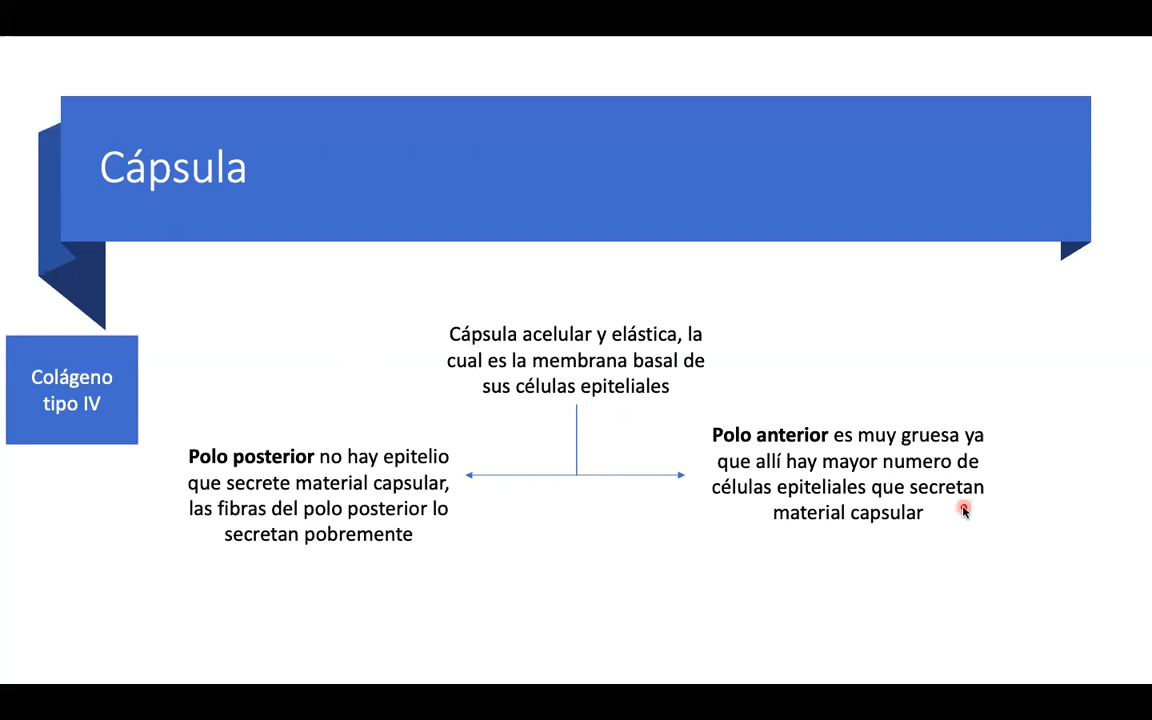 Cápsula
Colágeno
tipo IV
Cápsula acelular y elástica, la
cual es la membrana basal de
sus células epiteliales
Polo posterior no hay epitelio
que secrete material capsular,
las fibras del polo posterior lo
secretan pobremente
Polo anterior es muy gruesa ya
que allí hay mayor numero de
células epiteliales que secretan
material capsular